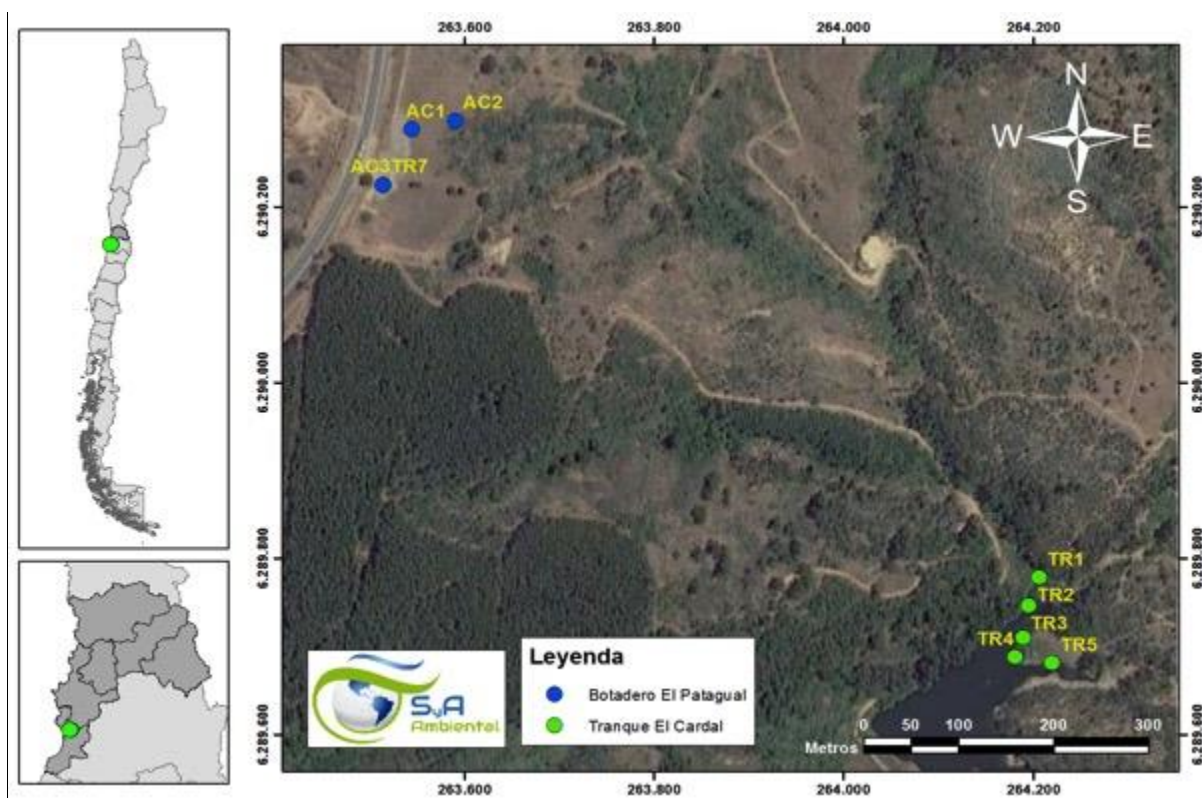 263.600 263.800 264.000 264.200
N
W E
S
AC1 AC2
AC3TR7
6.290.200 6.290.200
6.290.000 6.290.000
6.289.800 6.289.800
6.289.600 6.289.600
TR1
TR2
TR3
TR4 TR5
SyA
Ambiental
Leyenda
Botadero El Patagual
Tranque El Cardal
0 50 100 200 300
Metros
263.600 263.800 264.000 264.200